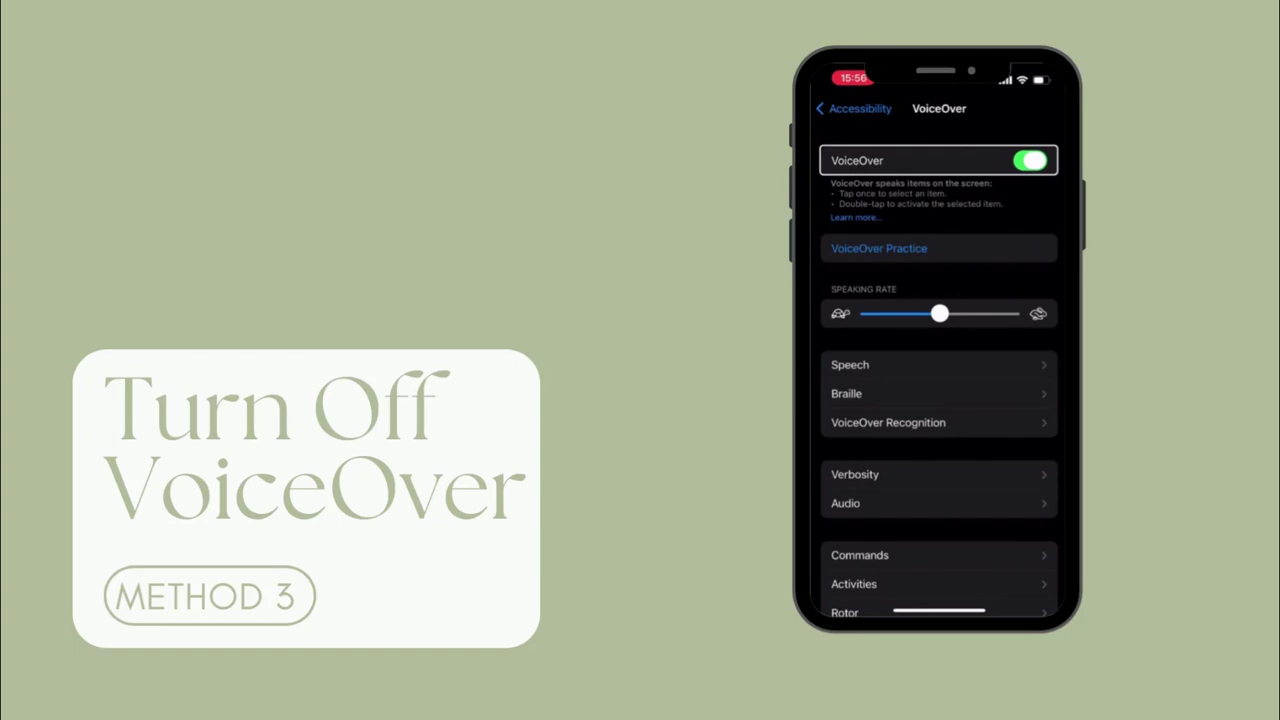 Turn Off
VoiceOver
METHOD 3
15:56
Accessibility
VoiceOver
VoiceOver
VoiceOver speaks items on the screen:
• Tap once to select an item.
• Double-tap to activate the selected item.
Learn more...
VoiceOver Practice
SPEAKING RATE
Speech
Braille
VoiceOver Recognition
Verbosity
Audio
Commands
Activities
Rotor